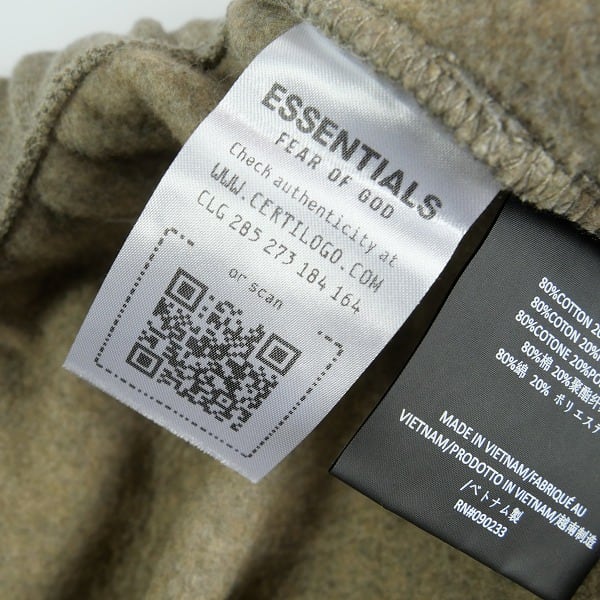 ESSENTIALS
FEAR OF GOD
Check authenticity at
WWW.CERTILOGO.COM
CLG 285 273 184 164
or scan
80%COTTON 20%
80%COTON 20%P
80%COTONE 20%PO
80%棉 20%聚酯纤
80%綿 20% ポリエス
MADE IN VIETNAM/FABRIQUÉ AU
VIETNAM/PRODOTTO IN VIETNAM/越南制造
/ベトナム製
RN#090233